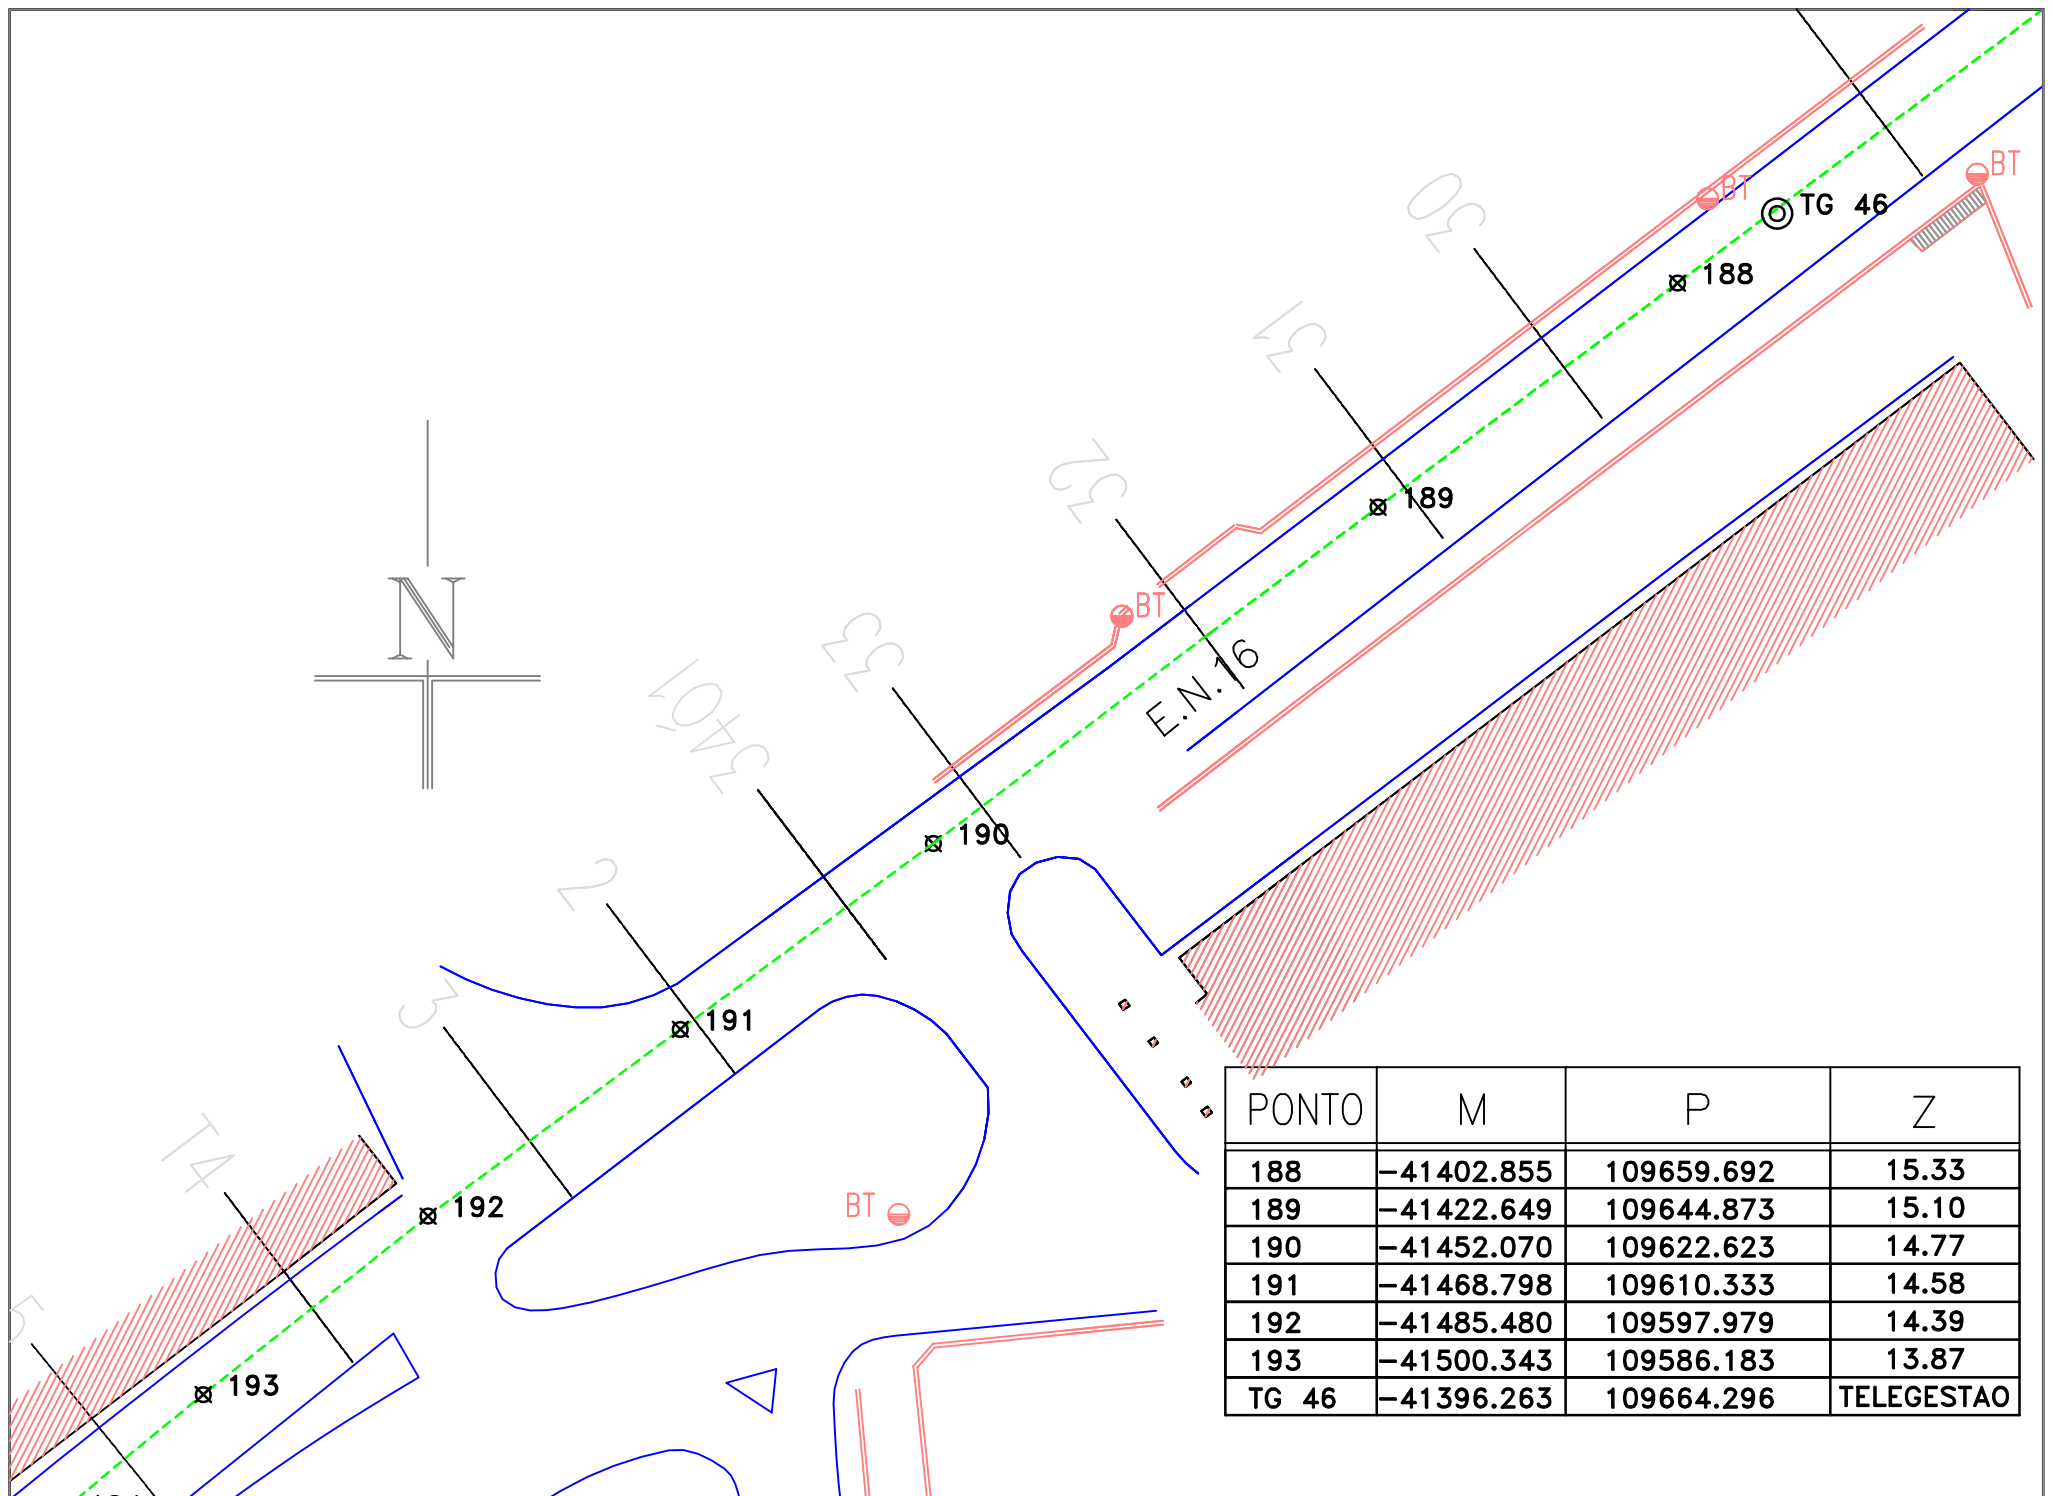 BT
BT
TG 46
30
188
31
32
189
N
BT
33
E.N.16
3401
190
2
3
191
T4
192
BT
5
193
PONTO M P Z
188 -41402.855 109659.692 15.33
189 -41422.649 109644.873 15.10
190 -41452.070 109622.623 14.77
191 -41468.798 109610.333 14.58
192 -41485.480 109597.979 14.39
193 -41500.343 109586.183 13.87
TG 46 -41396.263 109664.296 TELEGESTAO